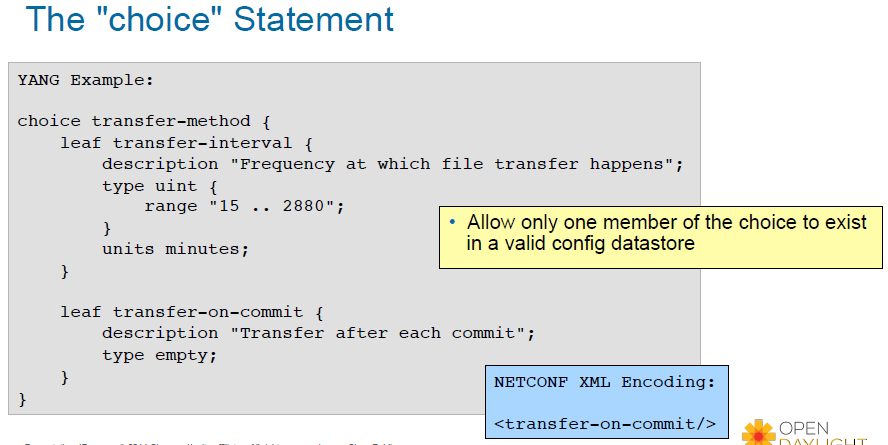 The "choice" Statement
YANG Example:
choice transfer-method {
leaf transfer-interval {
description "Frequency at which file transfer happens";
type uint {
range "15 .. 2880";
}
units minutes;
}
leaf transfer-on-commit {
description "Transfer after each commit";
type empty;
}
}
• Allow only one member of the choice to exist
in a valid config datastore
NETCONF XML Encoding:
<transfer-on-commit/>
OPEN
DAYLIGHT